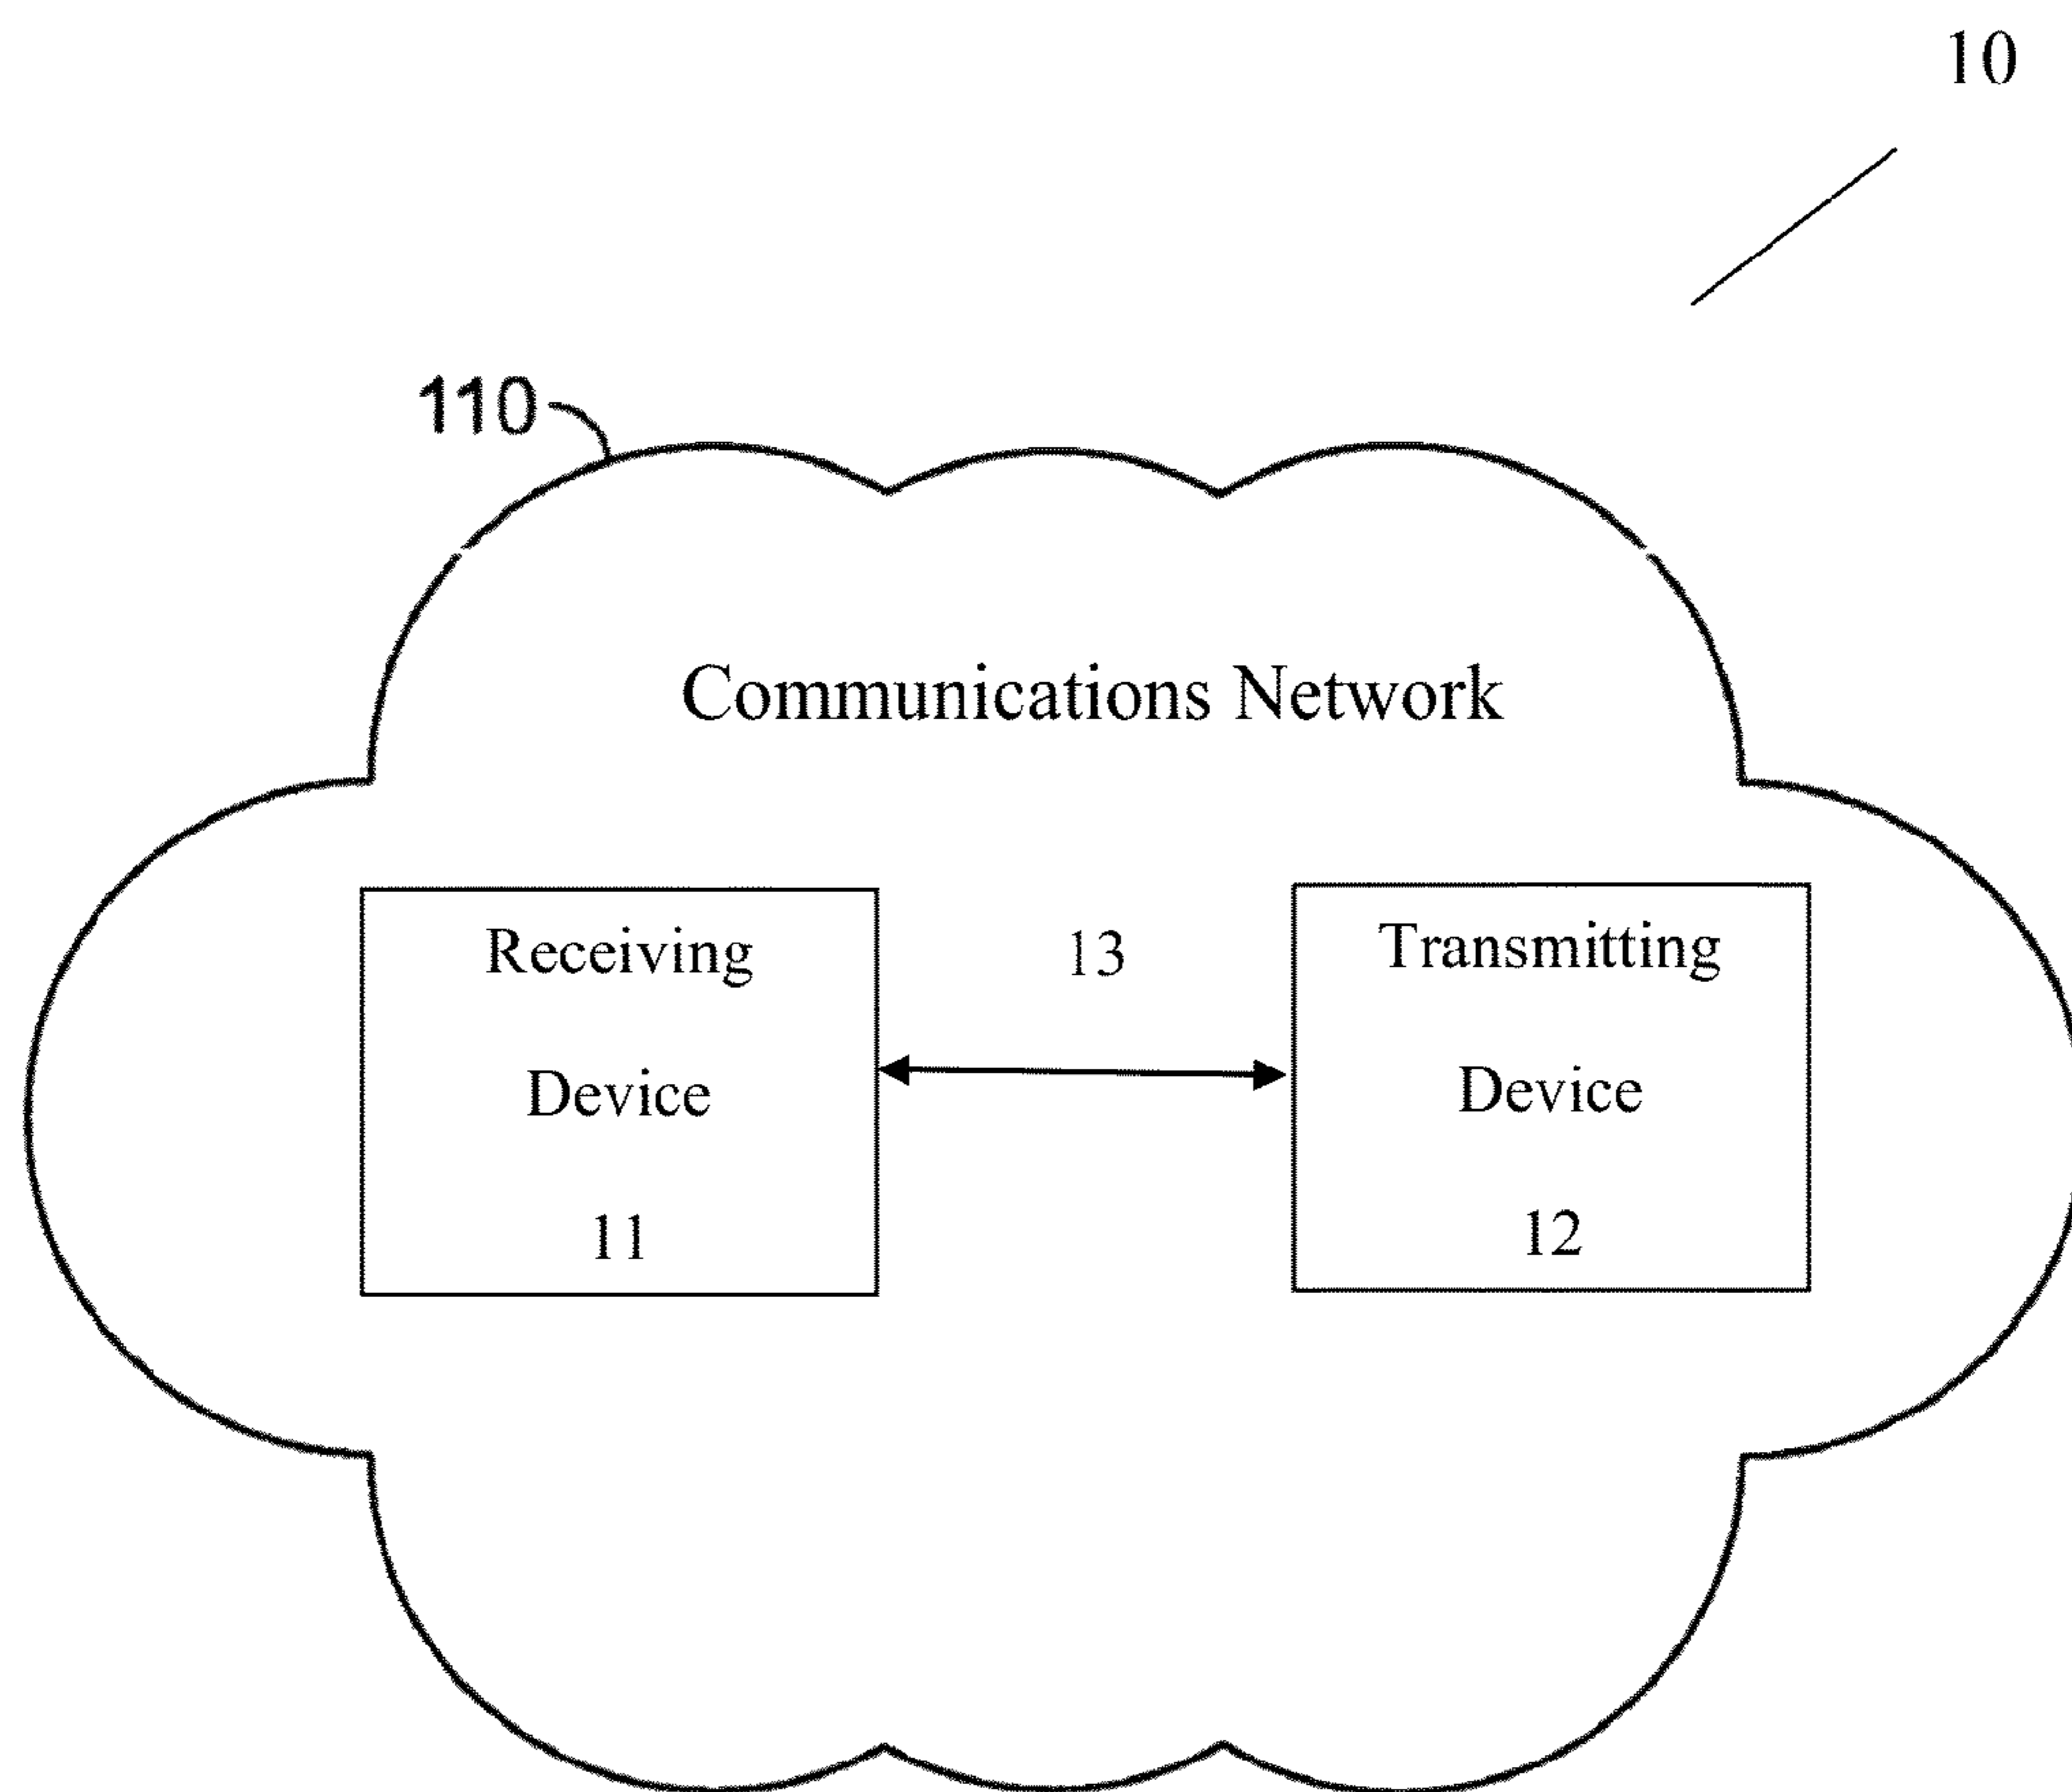 10
110
Communications Network
Receiving
Device
11
13
Transmitting
Device
12